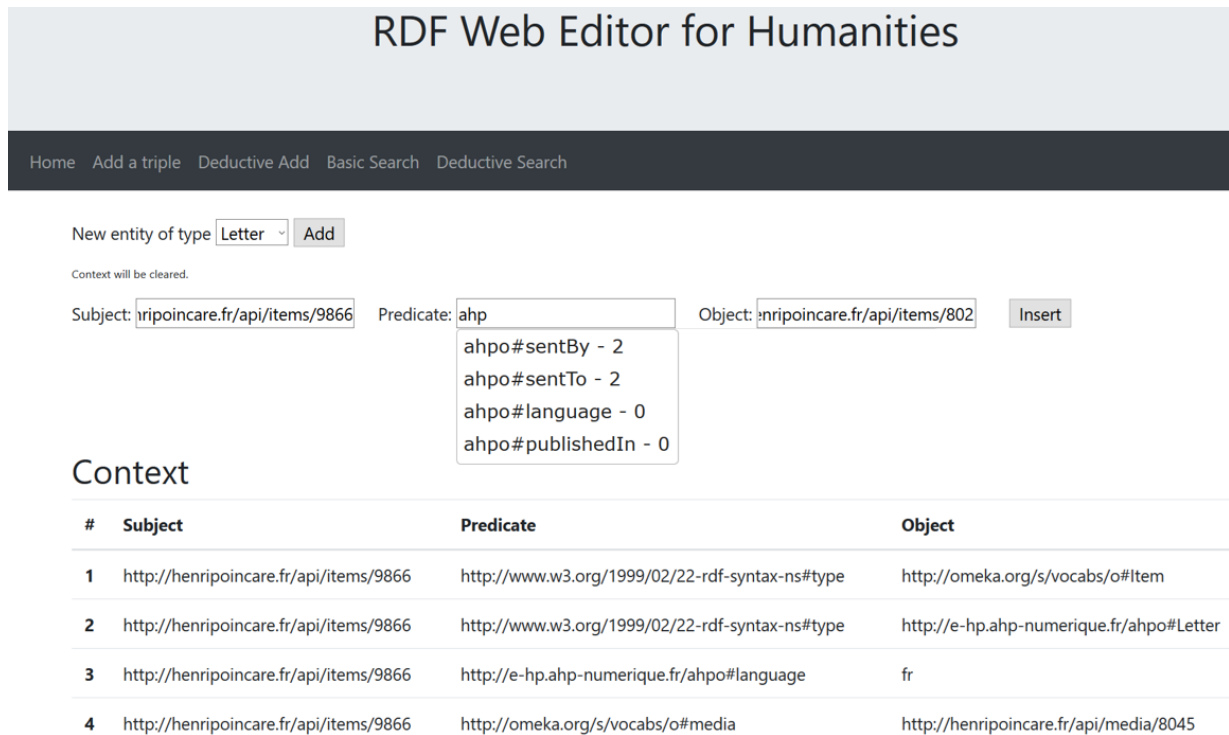 RDF Web Editor for Humanities
Home Add a triple Deductive Add Basic Search Deductive Search
New entity of type Letter Add
Context will be cleared.
Subject: ripoincare.fr/api/items/9866 Predicate: ahp Object: enripoincare.fr/api/items/802 Insert
ahpo#sentBy - 2
ahpo#sentTo - 2
ahpo#language - 0
ahpo#publishedIn - 0
Context
# Subject Predicate Object
1 http://henripoincare.fr/api/items/9866 http://www.w3.org/1999/02/22-rdf-syntax-ns#type http://omeka.org/s/vocabs/o#Item
2 http://henripoincare.fr/api/items/9866 http://www.w3.org/1999/02/22-rdf-syntax-ns#type http://e-hp.ahp-numerique.fr/ahpo#Letter
3 http://henripoincare.fr/api/items/9866 http://e-hp.ahp-numerique.fr/ahpo#language fr
4 http://henripoincare.fr/api/items/9866 http://omeka.org/s/vocabs/o#media http://henripoincare.fr/api/media/8045